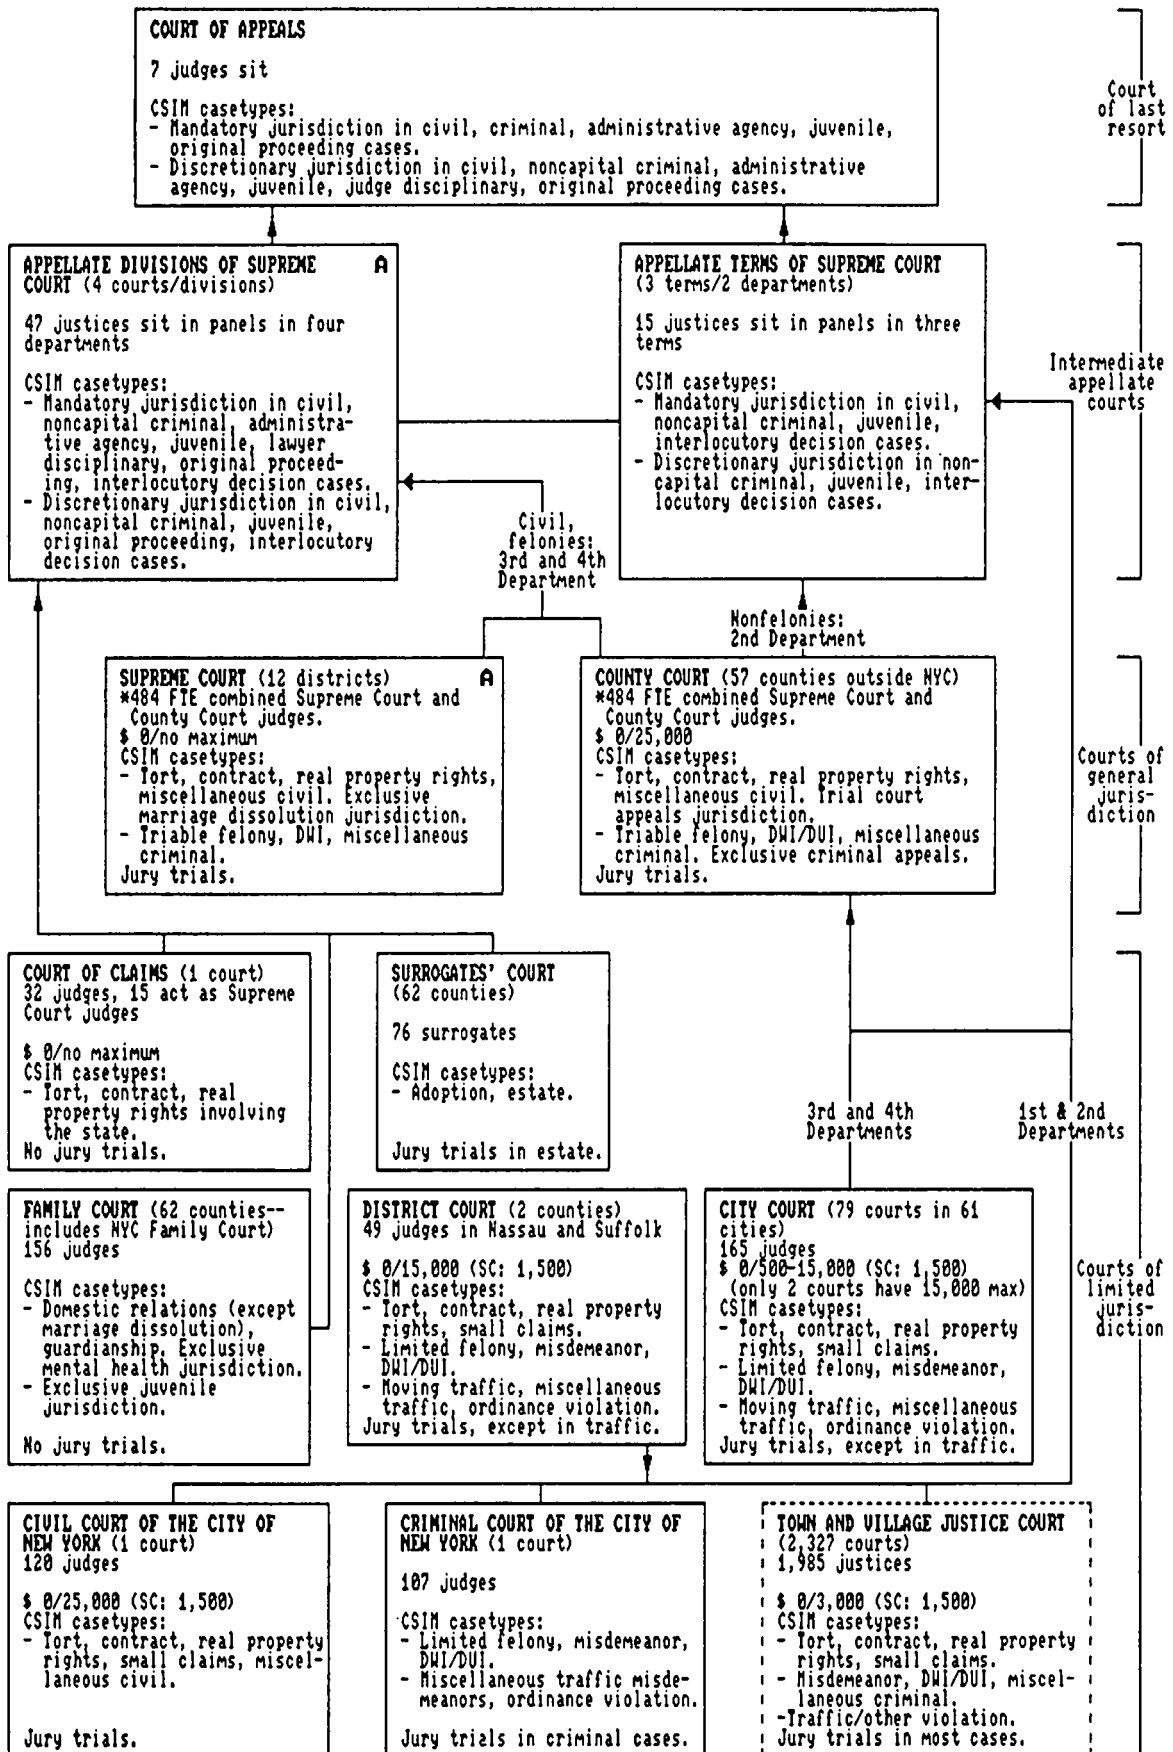 COURT OF APPEALS
7 judges sit
CSIM casetypes:
- Mandatory jurisdiction in civil, criminal, administrative agency, juvenile,
original proceeding cases.
- Discretionary jurisdiction in civil, noncapital criminal, administrative
agency, juvenile, judge disciplinary, original proceeding cases.
Court
of last
resort
APPELLATE DIVISIONS OF SUPREME A
COURT (4 courts/divisions)
47 justices sit in panels in four
departments
CSIM casetypes:
- Mandatory jurisdiction in civil,
noncapital criminal, administra-
tive agency, juvenile, lawyer
disciplinary, original proceed-
ing, interlocutory decision cases.
- Discretionary jurisdiction in civil,
noncapital criminal, juvenile,
original proceeding, interlocutory
decision cases.
APPELLATE TERMS OF SUPREME COURT
(3 terms/2 departments)
15 justices sit in panels in three
terms
CSIM casetypes:
- Mandatory jurisdiction in civil,
noncapital criminal, juvenile,
interlocutory decision cases.
- Discretionary jurisdiction in non-
capital criminal, juvenile, inter-
locutory decision cases.
Intermediate
appellate
courts
Civil,
felonies:
3rd and 4th
Department
Nonfelonies:
2nd Department
SUPREME COURT (12 districts) A
*484 FTE combined Supreme Court and
County Court judges.
$ 0/no maximum
CSIM casetypes:
- Tort, contract, real property rights,
miscellaneous civil. Exclusive
marriage dissolution jurisdiction.
- Triable felony, DWI, miscellaneous
criminal.
Jury trials.
COUNTY COURT (57 counties outside NYC)
*484 FTE combined Supreme Court and
County Court judges.
$ 0/25,000
CSIM casetypes:
- Tort, contract, real property rights,
miscellaneous civil. Trial court
appeals jurisdiction.
- Triable felony, DWI/DUI, miscellaneous
criminal. Exclusive criminal appeals.
Jury trials.
Courts of
general
juris-
diction
COURT OF CLAIMS (1 court)
32 judges, 15 act as Supreme
Court judges
$ 0/no maximum
CSIM casetypes:
- Tort, contract, real
property rights involving
the state.
No jury trials.
SURROGATES' COURT
(62 counties)
76 surrogates
CSIM casetypes:
- Adoption, estate.
Jury trials in estate.
3rd and 4th
Departments
1st & 2nd
Departments
FAMILY COURT (62 counties--
includes NYC Family Court)
156 judges
CSIM casetypes:
- Domestic relations (except
marriage dissolution),
guardianship. Exclusive
mental health jurisdiction.
- Exclusive juvenile
jurisdiction.
No jury trials.
DISTRICT COURT (2 counties)
49 judges in Nassau and Suffolk
$ 0/15,000 (SC: 1,500)
CSIM casetypes:
- Tort, contract, real property
rights, small claims.
- Limited felony, misdemeanor,
DWI/DUI.
- Moving traffic, miscellaneous
traffic, ordinance violation.
Jury trials, except in traffic.
CITY COURT (79 courts in 61
cities)
165 judges
$ 0/500-15,000 (SC: 1,500)
(only 2 courts have 15,000 max)
CSIM casetypes:
- Tort, contract, real property
rights, small claims.
- Limited felony, misdemeanor,
DWI/DUI.
- Moving traffic, miscellaneous
traffic, ordinance violation.
Jury trials, except in traffic.
Courts of
limited
juris-
diction
CIVIL COURT OF THE CITY OF
NEW YORK (1 court)
120 judges
$ 0/25,000 (SC: 1,500)
CSIM casetypes:
- Tort, contract, real property
rights, small claims, miscel-
laneous civil.
Jury trials.
CRIMINAL COURT OF THE CITY OF
NEW YORK (1 court)
107 judges
CSIM casetypes:
- Limited felony, misdemeanor,
DWI/DUI.
- Miscellaneous traffic misde-
meanors, ordinance violation.
Jury trials in criminal cases.
TOWN AND VILLAGE JUSTICE COURT
(2,327 courts)
1,985 justices
$ 0/3,000 (SC: 1,500)
CSIM casetypes:
- Tort, contract, real property
rights, small claims.
- Misdemeanor, DWI/DUI, miscel-
laneous criminal.
-Traffic/other violation.
Jury trials in most cases.